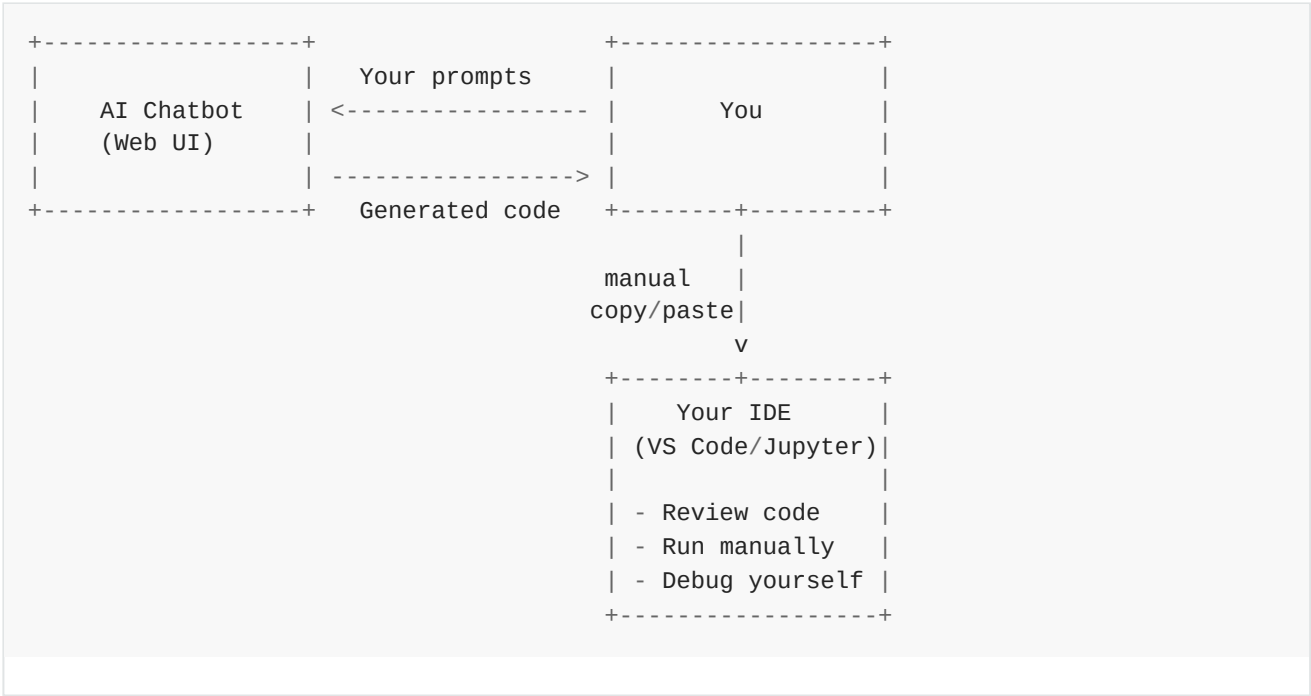 +------------------+                    +------------------+
|                  |   Your prompts     |                  |
|    AI Chatbot    | <------------------ |       You        |
|    (Web UI)      |                    |                  |
|                  | -----------------> |                  |
+------------------+   Generated code   +--------+---------+
                                                 |
                                        manual   |
                                       copy/paste|
                                                 v
                                        +--------+---------+
                                        |    Your IDE      |
                                        | (VS Code/Jupyter)|
                                        |                  |
                                        | - Review code    |
                                        | - Run manually   |
                                        | - Debug yourself |
                                        +------------------+